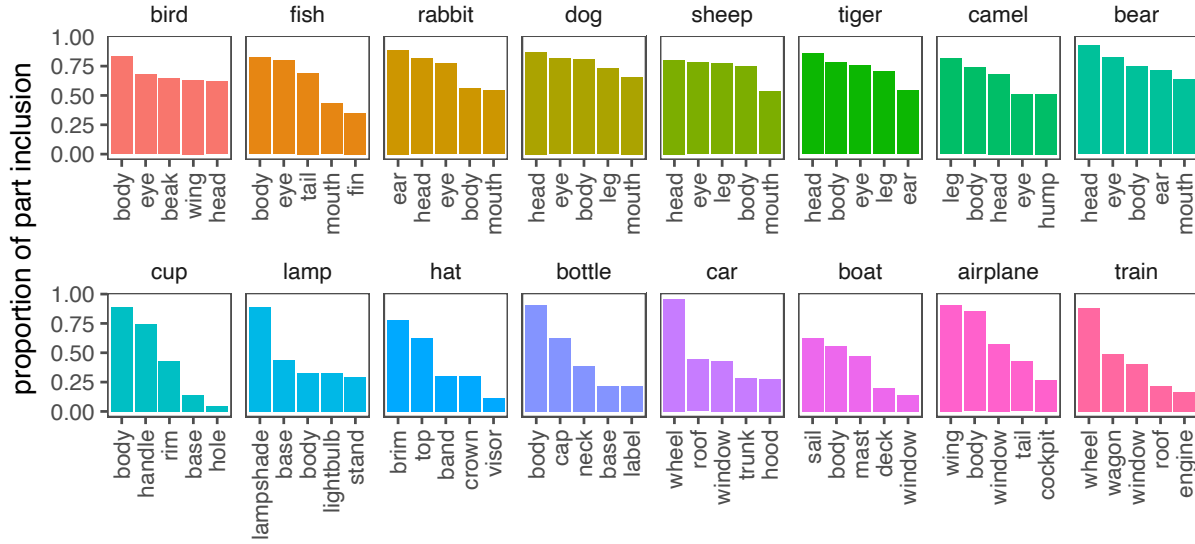 proportion of part inclusion
bird fish rabbit dog sheep tiger camel bear
1.00
0.75
0.50
0.25
0.00
body eye beak wing head
body eye tail mouth fin
ear head eye body mouth
head eye body leg mouth
head eye leg body mouth
head body eye leg ear
leg body head eye hump
head eye body ear mouth
cup lamp hat bottle car boat airplane train
1.00
0.75
0.50
0.25
0.00
body handle rim base hole
lampshade base body lightbulb stand
brim top band crown visor
body cap neck base label
wheel roof window trunk hood
sail body mast deck window
wing body window tail cockpit
wheel wagon window roof engine